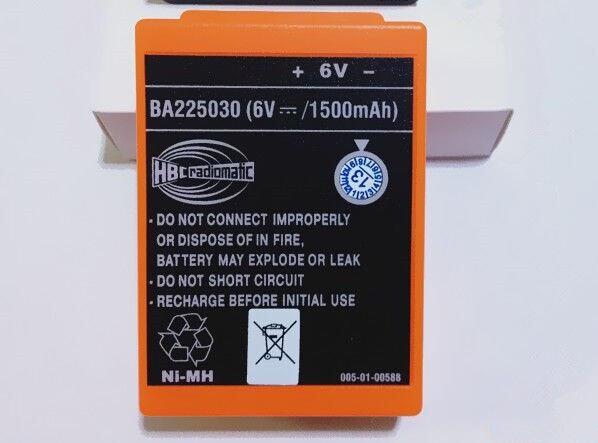 + 6V −
BA225030 (6V ⎓ /1500mAh)
HBC radiomatic
· DO NOT CONNECT IMPROPERLY
OR DISPOSE OF IN FIRE,
BATTERY MAY EXPLODE OR LEAK
· DO NOT SHORT CIRCUIT
· RECHARGE BEFORE INITIAL USE
Ni-MH
005-01-00588